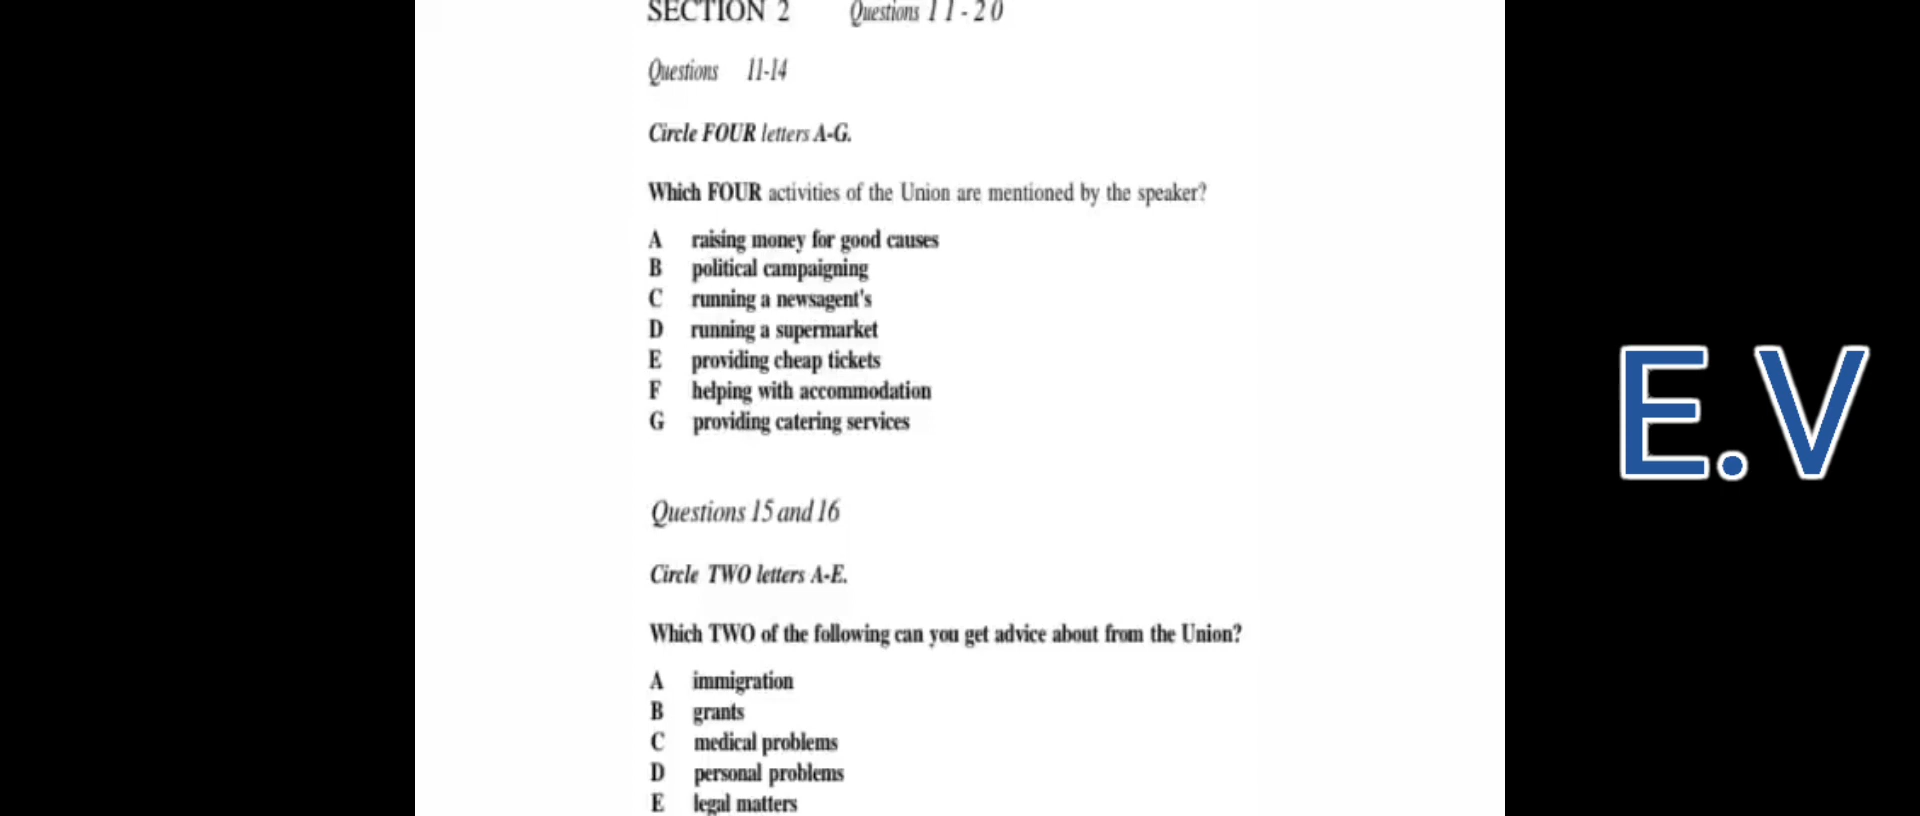 SECTION 2 Questions 11-20
Questions 11-14
Circle FOUR letters A-G.
Which FOUR activities of the Union are mentioned by the speaker?
A raising money for good causes
B political campaigning
C running a newsagent's
D running a supermarket
E providing cheap tickets
F helping with accommodation
G providing catering services
E.V
Questions 15 and 16
Circle TWO letters A-E.
Which TWO of the following can you get advice about from the Union?
A immigration
B grants
C medical problems
D personal problems
E legal matters